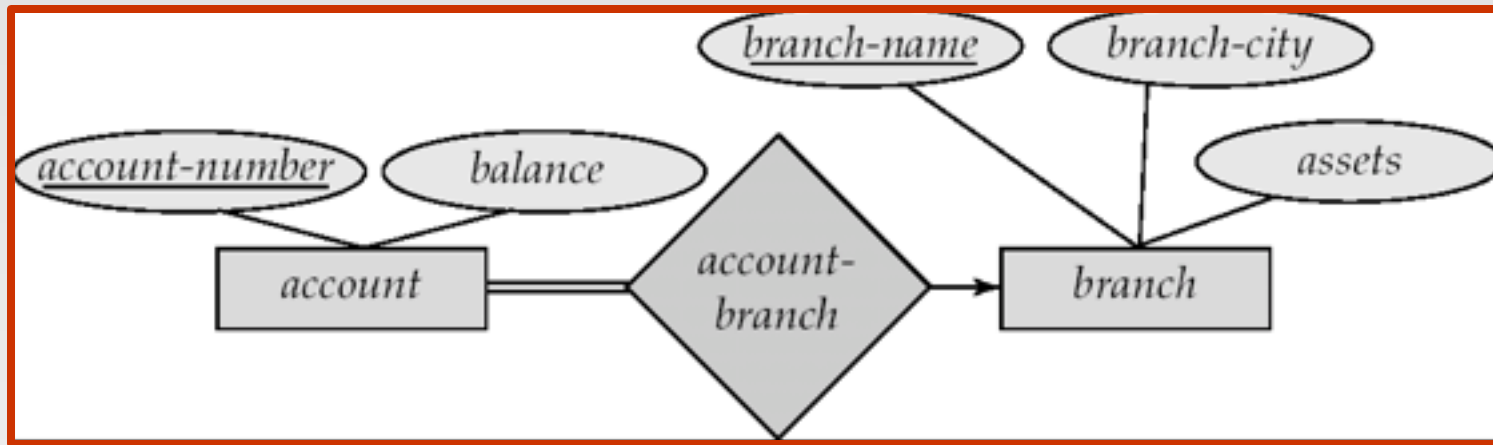 branch-name
branch-city
account-number
balance
assets
account
account-
branch
branch